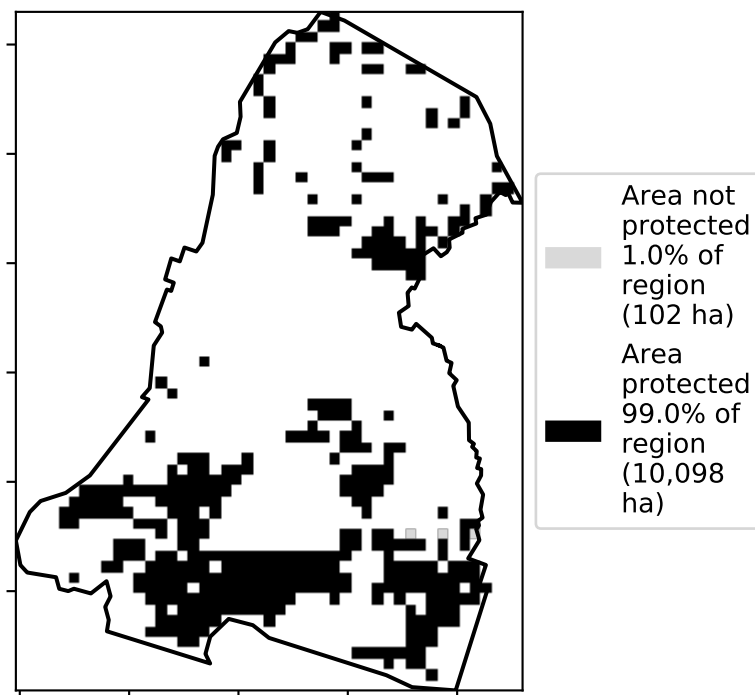 Area not
protected
1.0% of
region
(102 ha)
Area
protected
99.0% of
region
(10,098
ha)